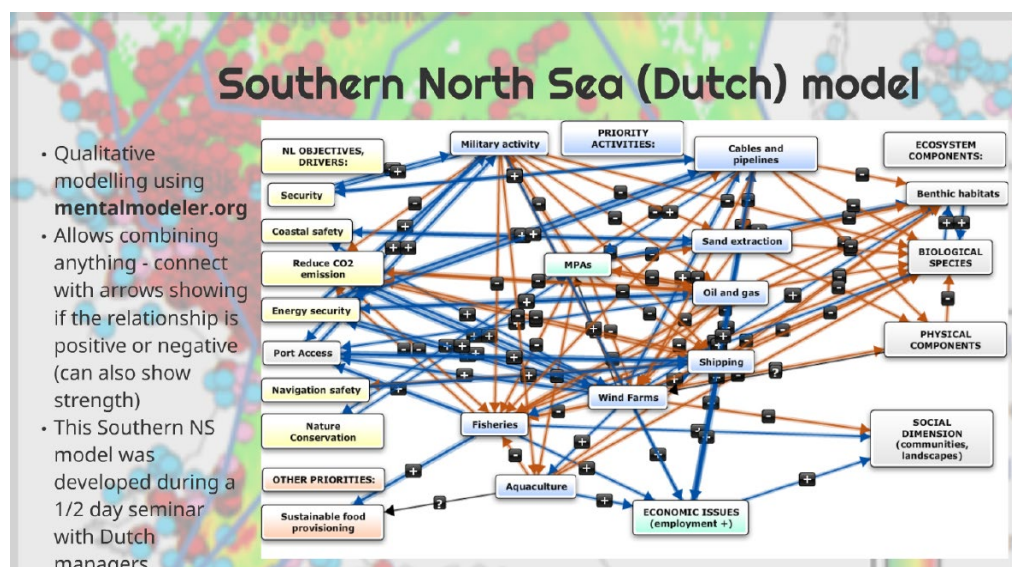 Southern North Sea (Dutch) model
• Qualitative
modelling using
mentalmodeler.org
• Allows combining
anything - connect
with arrows showing
if the relationship is
positive or negative
(can also show
strength)
• This Southern NS
model was
developed during a
1/2 day seminar
with Dutch
managers
NL OBJECTIVES,
DRIVERS:
Security
Coastal safety
Reduce CO2
emission
Energy security
Port Access
Navigation safety
Nature
Conservation
OTHER PRIORITIES:
Sustainable food
provisioning
Military activity
PRIORITY
ACTIVITIES:
Cables and
pipelines
Sand extraction
MPAs
Oil and gas
Shipping
Wind Farms
Fisheries
Aquaculture
ECONOMIC ISSUES
(employment +)
ECOSYSTEM
COMPONENTS:
Benthic habitats
BIOLOGICAL
SPECIES
PHYSICAL
COMPONENTS
SOCIAL
DIMENSION
(communities,
landscapes)